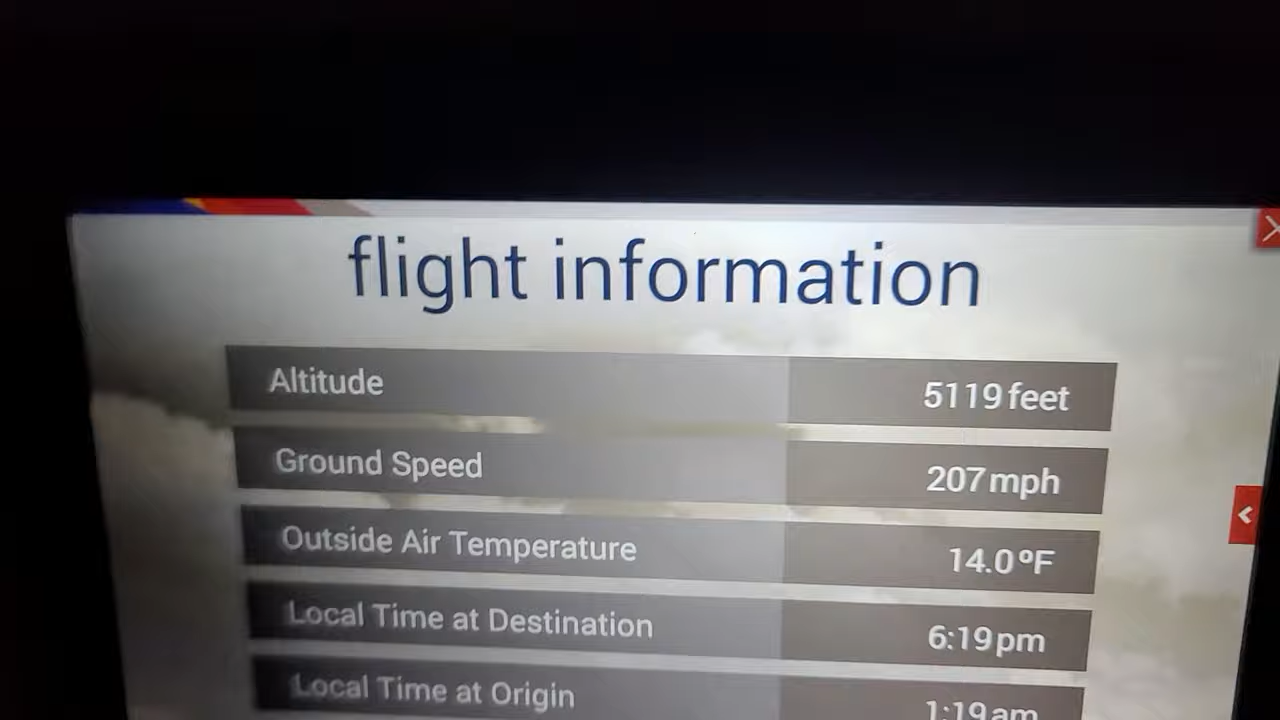 flight information
Altitude 5119 feet
Ground Speed 207 mph
Outside Air Temperature 14.0 ºF
Local Time at Destination 6:19 pm
Local Time at Origin 1:19 am